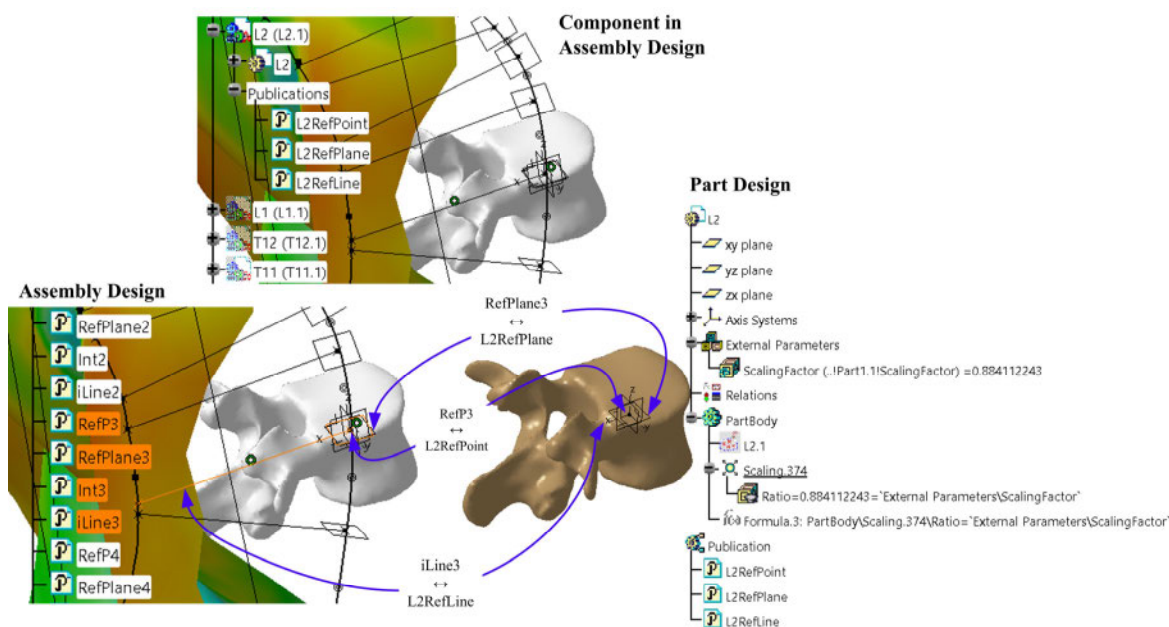 Component in
Assembly Design
L2 (L2.1)
L2
Publications
L2RefPoint
L2RefPlane
L2RefLine
L1 (L1.1)
T12 (T12.1)
T11 (T11.1)
x
z
y
Assembly Design
RefPlane2
Int2
iLine2
RefP3
RefPlane3
Int3
iLine3
RefP4
RefPlane4
x
y
RefPlane3
↔
L2RefPlane
RefP3
↔
L2RefPoint
iLine3
↔
L2RefLine
z
x
y
Part Design
L2
xy plane
yz plane
zx plane
Axis Systems
External Parameters
ScalingFactor (..!Part1.1!ScalingFactor) =0.884112243
Relations
PartBody
L2.1
Scaling.374
Ratio=0.884112243=`External Parameters\ScalingFactor`
f(x) Formula.3: PartBody\Scaling.374\Ratio=`External Parameters\ScalingFactor`
Publication
L2RefPoint
L2RefPlane
L2RefLine